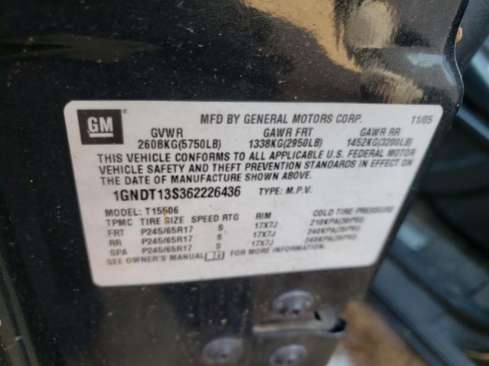 GM
MFD BY GENERAL MOTORS CORP. 11/05
GVWR GAWR FRT GAWR RR
2608KG(5750LB) 1338KG(2950LB) 1452KG(3200LB)
THIS VEHICLE CONFORMS TO ALL APPLICABLE U.S. FEDERAL MOTOR
VEHICLE SAFETY AND THEFT PREVENTION STANDARDS IN EFFECT ON THE
DATE OF MANUFACTURE SHOWN ABOVE.
1GNDT13S362226436 TYPE: M.P.V.
MODEL: T15506
TPMC TIRE SIZE SPEED RTG RIM COLD TIRE PRESSURE
FRT P245/65R17 S 17X7J
RR P245/65R17 S 17X7J
SPA P245/65R17 S 17X7J
SEE OWNER'S MANUAL FOR MORE INFORMATION.